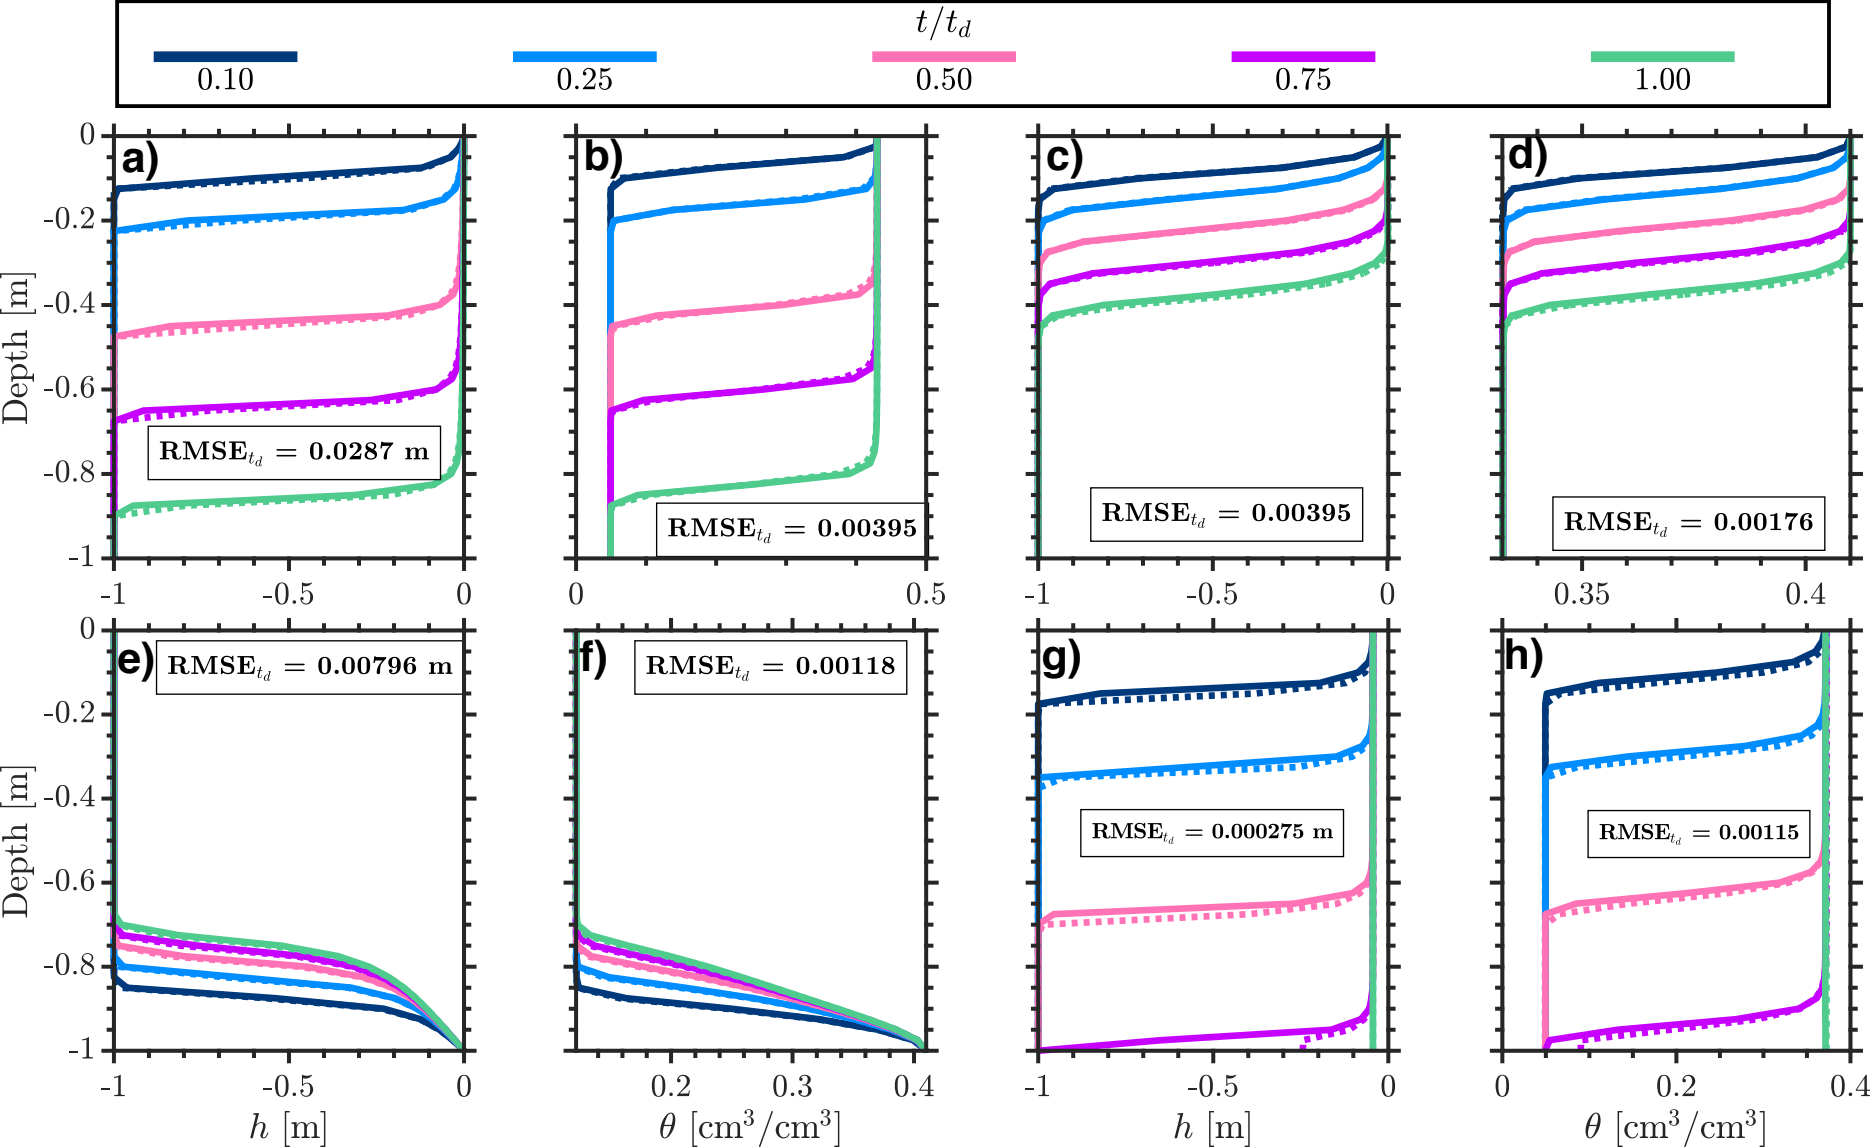 t/t_d
0.10 0.25 0.50 0.75 1.00
a) b) c) d)
Depth [m]
0
-0.2
-0.4
-0.6
-0.8
-1
RMSE_{t_d} = 0.0287 m
RMSE_{t_d} = 0.00395
RMSE_{t_d} = 0.00395
RMSE_{t_d} = 0.00176
-1 -0.5 0
0 0.5
-1 -0.5 0
0.35 0.4
e) f) g) h)
Depth [m]
0
-0.2
-0.4
-0.6
-0.8
-1
RMSE_{t_d} = 0.00796 m
RMSE_{t_d} = 0.00118
RMSE_{t_d} = 0.000275 m
RMSE_{t_d} = 0.00115
-1 -0.5 0
0.2 0.3 0.4
-1 -0.5 0
0 0.2 0.4
h [m]
θ [cm³/cm³]
h [m]
θ [cm³/cm³]